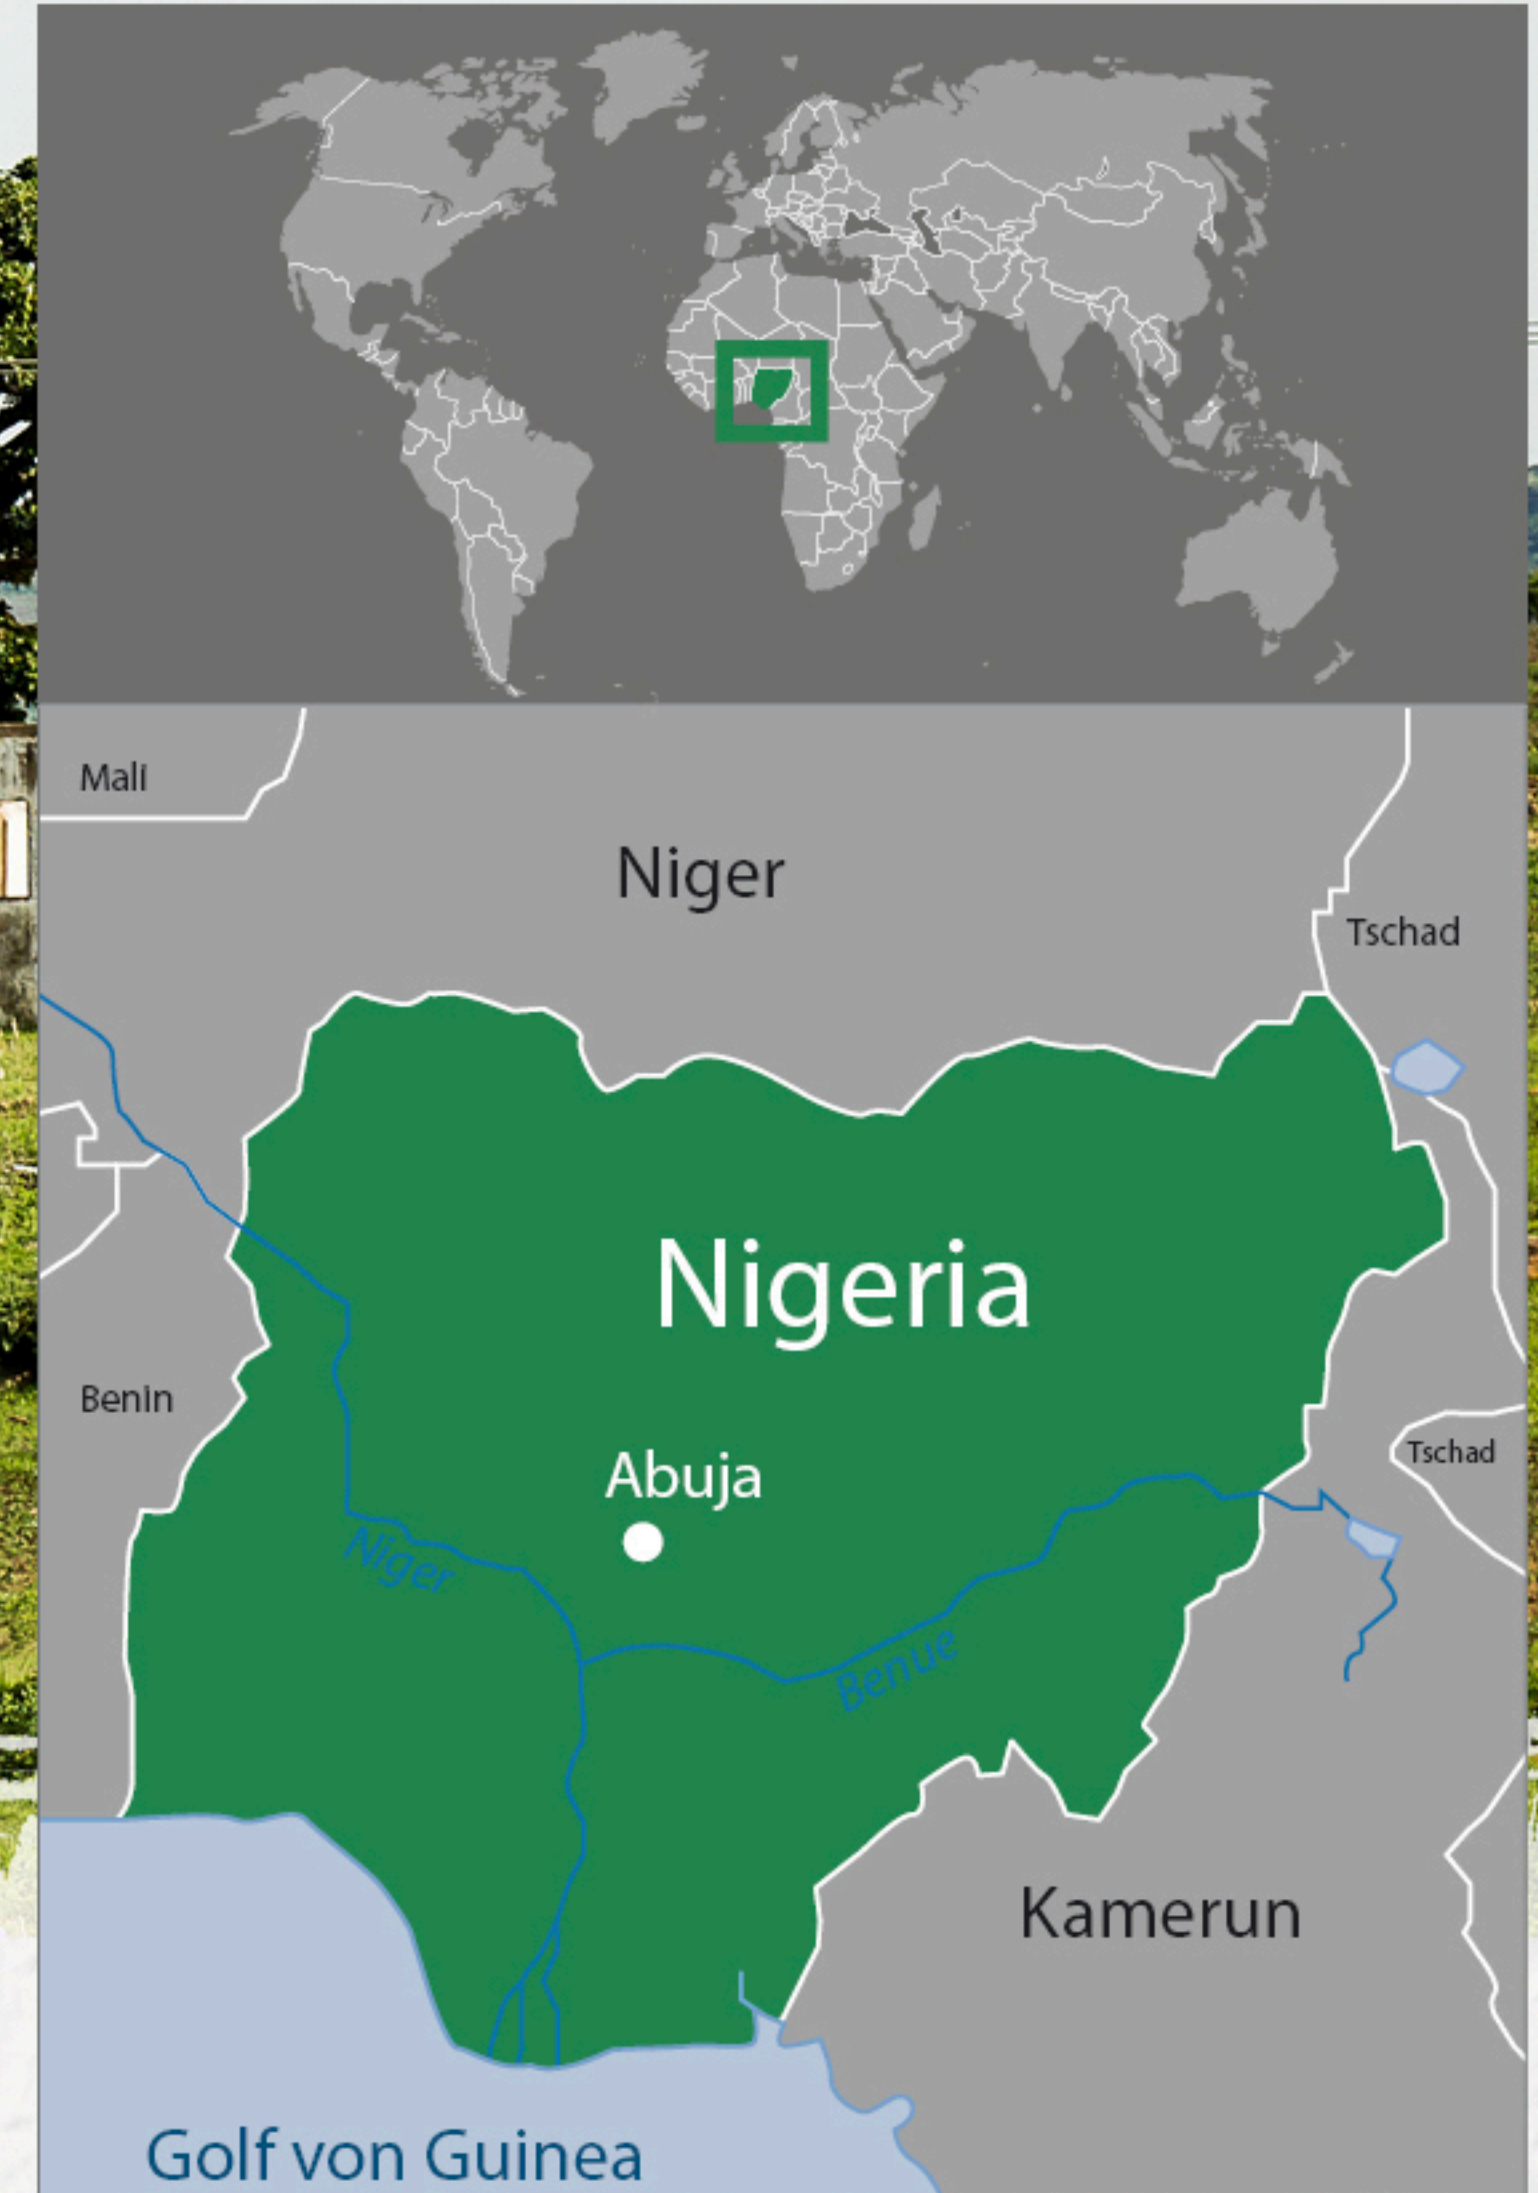 Mali
Niger
Tschad
Nigeria
Benin
Tschad
Abuja
Niger
Benue
Kamerun
Golf von Guinea